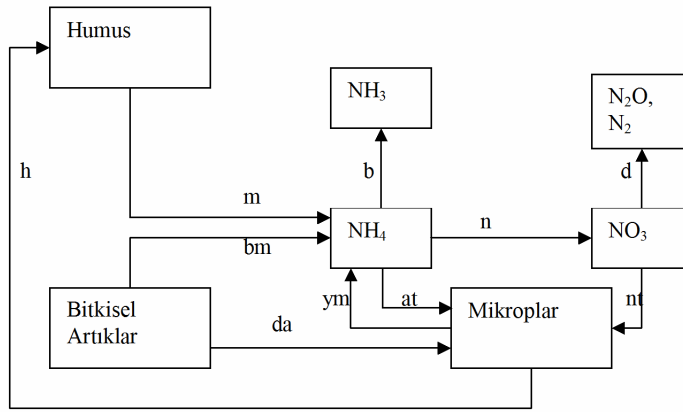 Humus
NH₃
N₂O,
N₂
h
b
d
m
NH₄
n
NO₃
bm
Bitkisel
Artıklar
ym
at
nt
Mikroplar
da